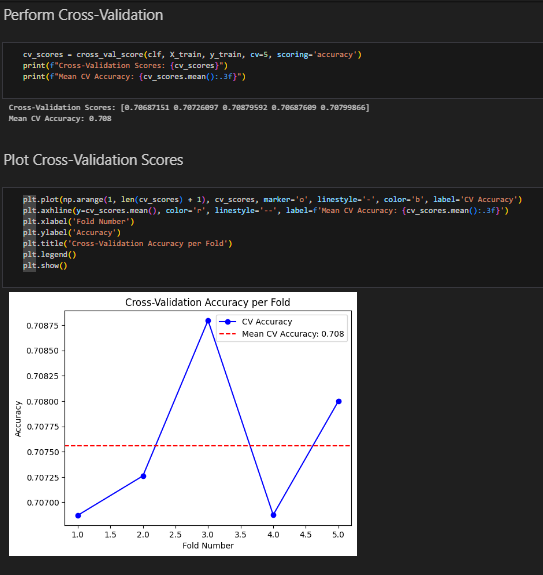 Perform Cross-Validation
cv_scores = cross_val_score(clf, X_train, y_train, cv=5, scoring='accuracy')
print(f"Cross-Validation Scores: {cv_scores}")
print(f"Mean CV Accuracy: {cv_scores.mean():.3f}")
Cross-Validation Scores: [0.70687151 0.70726097 0.70879592 0.70687609 0.70799866]
Mean CV Accuracy: 0.708
Plot Cross-Validation Scores
plt.plot(np.arange(1, len(cv_scores) + 1), cv_scores, marker='o', linestyle='-', color='b', label='CV Accuracy')
plt.axhline(y=cv_scores.mean(), color='r', linestyle='--', label=f'Mean CV Accuracy: {cv_scores.mean():.3f}')
plt.xlabel('Fold Number')
plt.ylabel('Accuracy')
plt.title('Cross-Validation Accuracy per Fold')
plt.legend()
plt.show()
Cross-Validation Accuracy per Fold
CV Accuracy
Mean CV Accuracy: 0.708
0.70875
0.70850
0.70825
0.70800
0.70775
0.70750
0.70725
0.70700
Accuracy
1.0 1.5 2.0 2.5 3.0 3.5 4.0 4.5 5.0
Fold Number